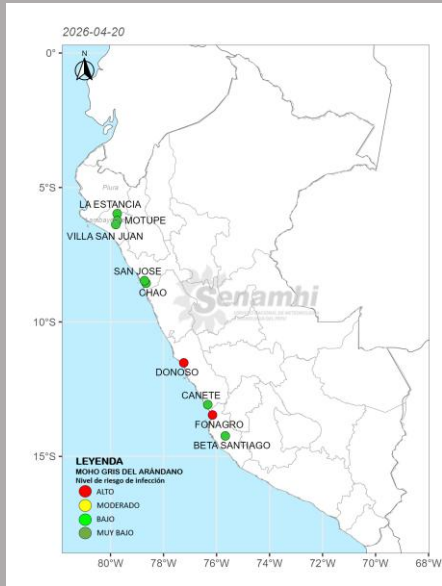 2026-04-20
N
0°
5°S
10°S
15°S
Piura
LA ESTANCIA
MOTUPE
VILLA SAN JUAN
SAN JOSE
CHAO
Senamhi
DONOSO
CANETE
FONAGRO
BETA SANTIAGO
LEYENDA
MOHO GRIS DEL ARÁNDANO
Nivel de riesgo de infección
ALTO
MODERADO
BAJO
MUY BAJO
80°W 78°W 76°W 74°W 72°W 70°W 68°W